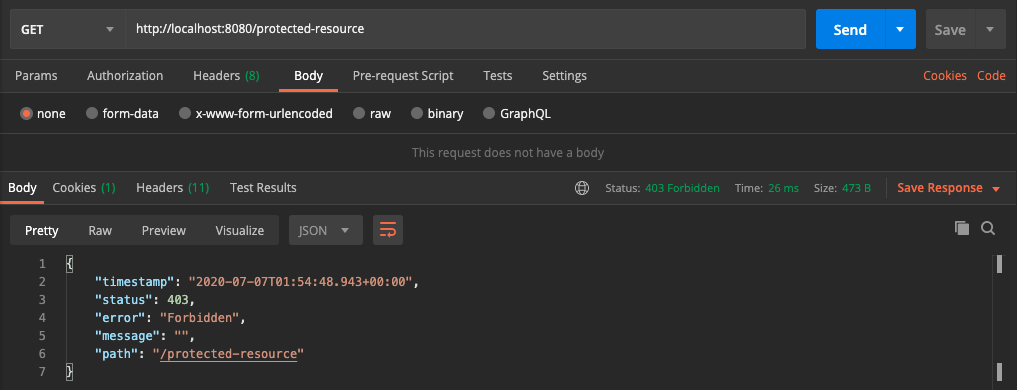 GET http://localhost:8080/protected-resource Send Save
Params Authorization Headers (8) Body Pre-request Script Tests Settings Cookies Code
none form-data x-www-form-urlencoded raw binary GraphQL
This request does not have a body
Body Cookies (1) Headers (11) Test Results Status: 403 Forbidden Time: 26 ms Size: 473 B Save Response
Pretty Raw Preview Visualize JSON
1 {
2 "timestamp": "2020-07-07T01:54:48.943+00:00",
3 "status": 403,
4 "error": "Forbidden",
5 "message": "",
6 "path": "/protected-resource"
7 }